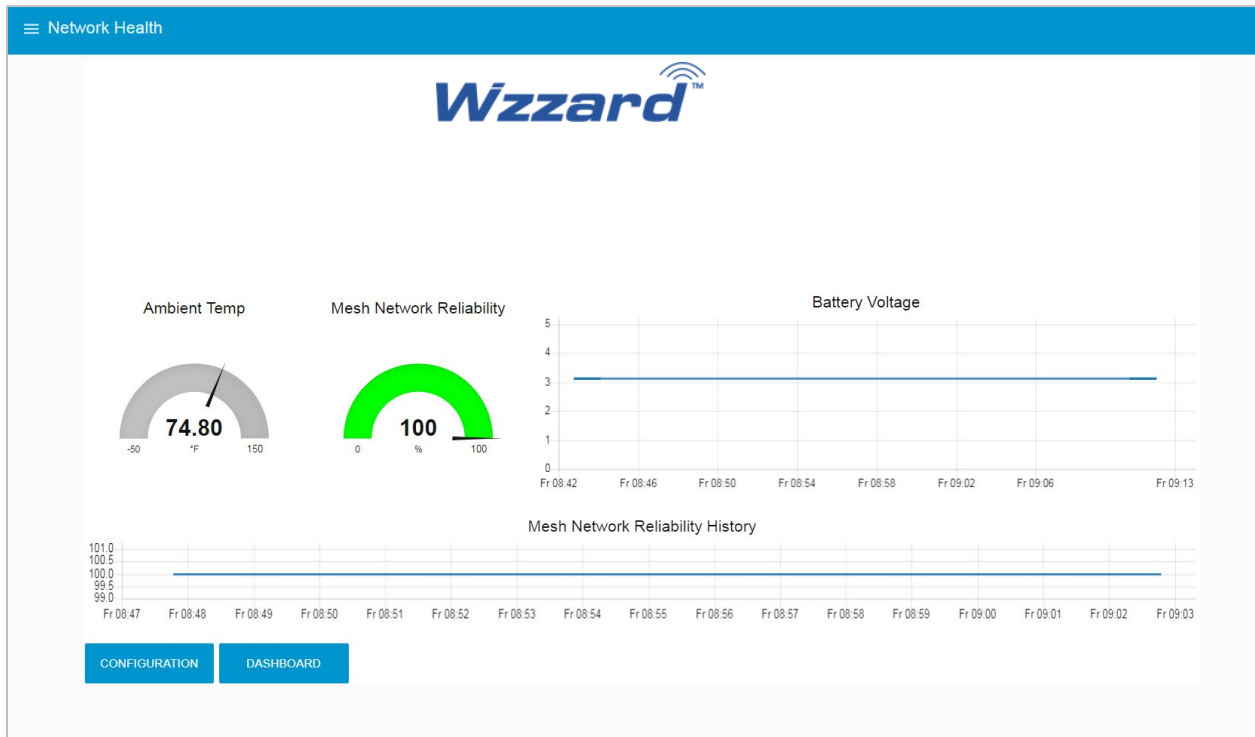 Network Health
Wzzard™
Ambient Temp
74.80
-50 °F 150
Mesh Network Reliability
100
0 % 100
Battery Voltage
5
4
3
2
1
0
Fr 08:42 Fr 08:46 Fr 08:50 Fr 08:54 Fr 08:58 Fr 09:02 Fr 09:06 Fr 09:13
Mesh Network Reliability History
101.0
100.5
100.0
99.5
99.0
Fr 08:47 Fr 08:48 Fr 08:49 Fr 08:50 Fr 08:51 Fr 08:52 Fr 08:53 Fr 08:54 Fr 08:55 Fr 08:56 Fr 08:57 Fr 08:58 Fr 08:59 Fr 09:00 Fr 09:01 Fr 09:02 Fr 09:03
CONFIGURATION DASHBOARD